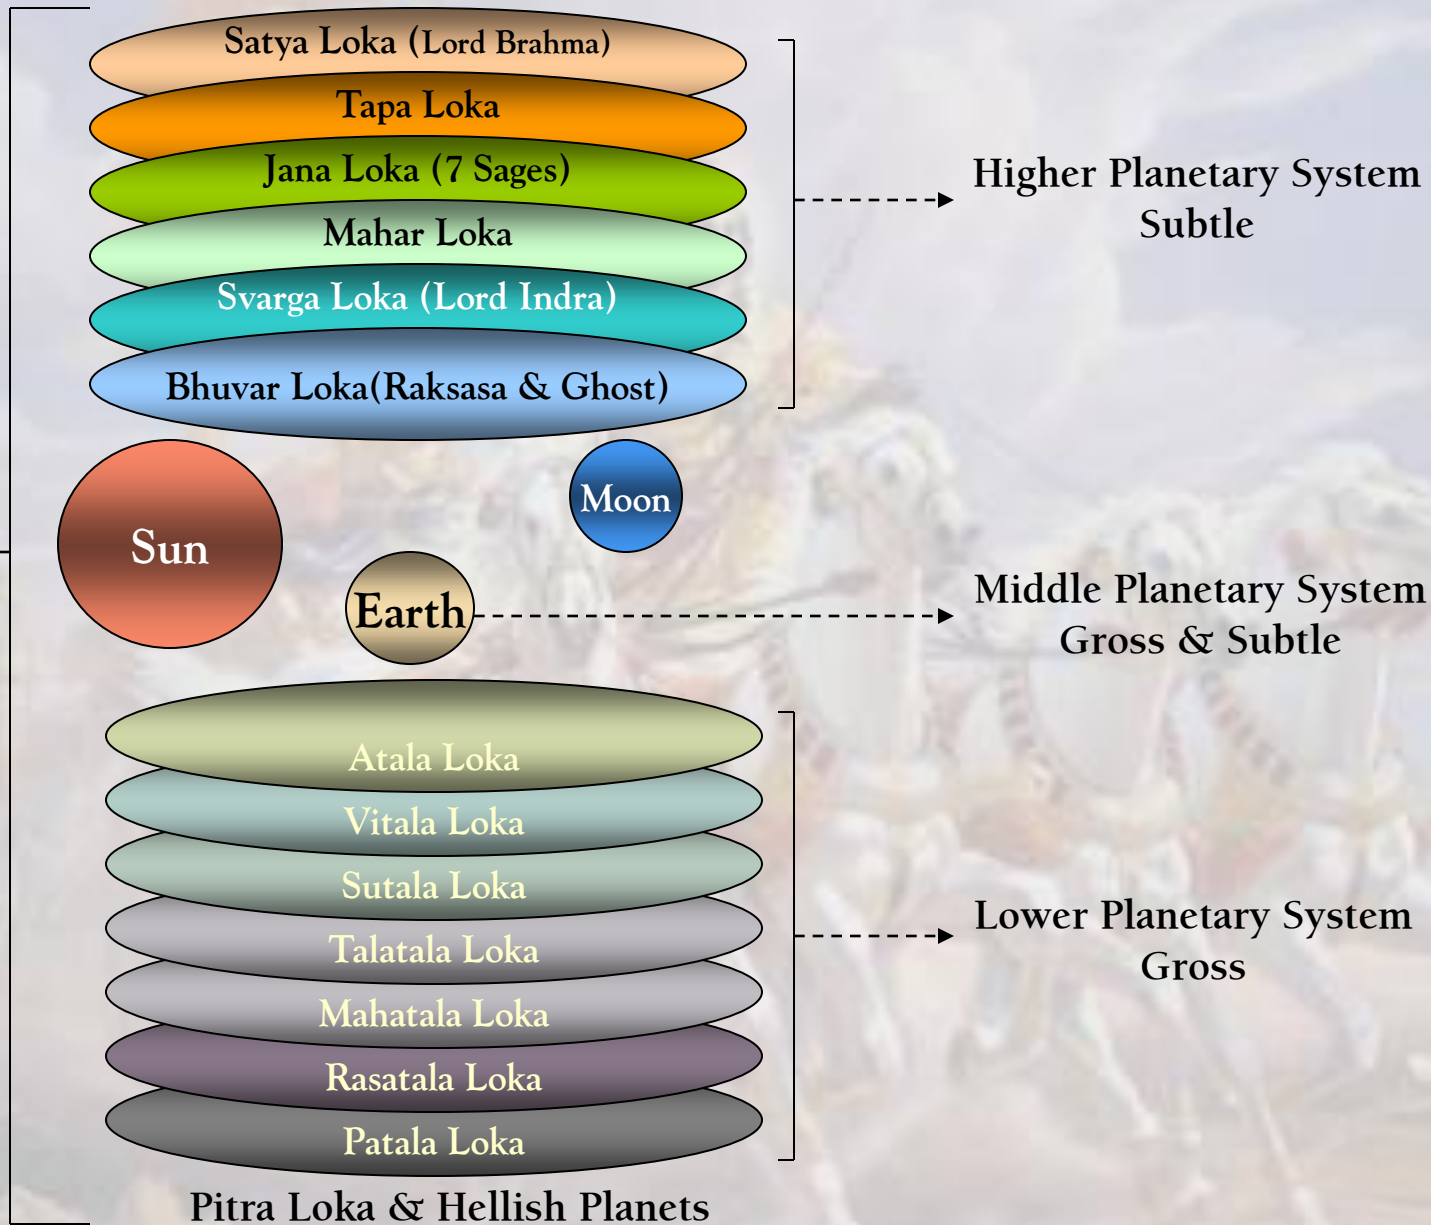 Satya Loka (Lord Brahma)
Tapa Loka
Jana Loka (7 Sages)
Mahar Loka
Svarga Loka (Lord Indra)
Bhuvar Loka(Raksasa & Ghost)
Higher Planetary System
Subtle
Sun
Moon
Earth
Middle Planetary System
Gross & Subtle
Atala Loka
Vitala Loka
Sutala Loka
Talatala Loka
Mahatala Loka
Rasatala Loka
Patala Loka
Lower Planetary System
Gross
Pitra Loka & Hellish Planets